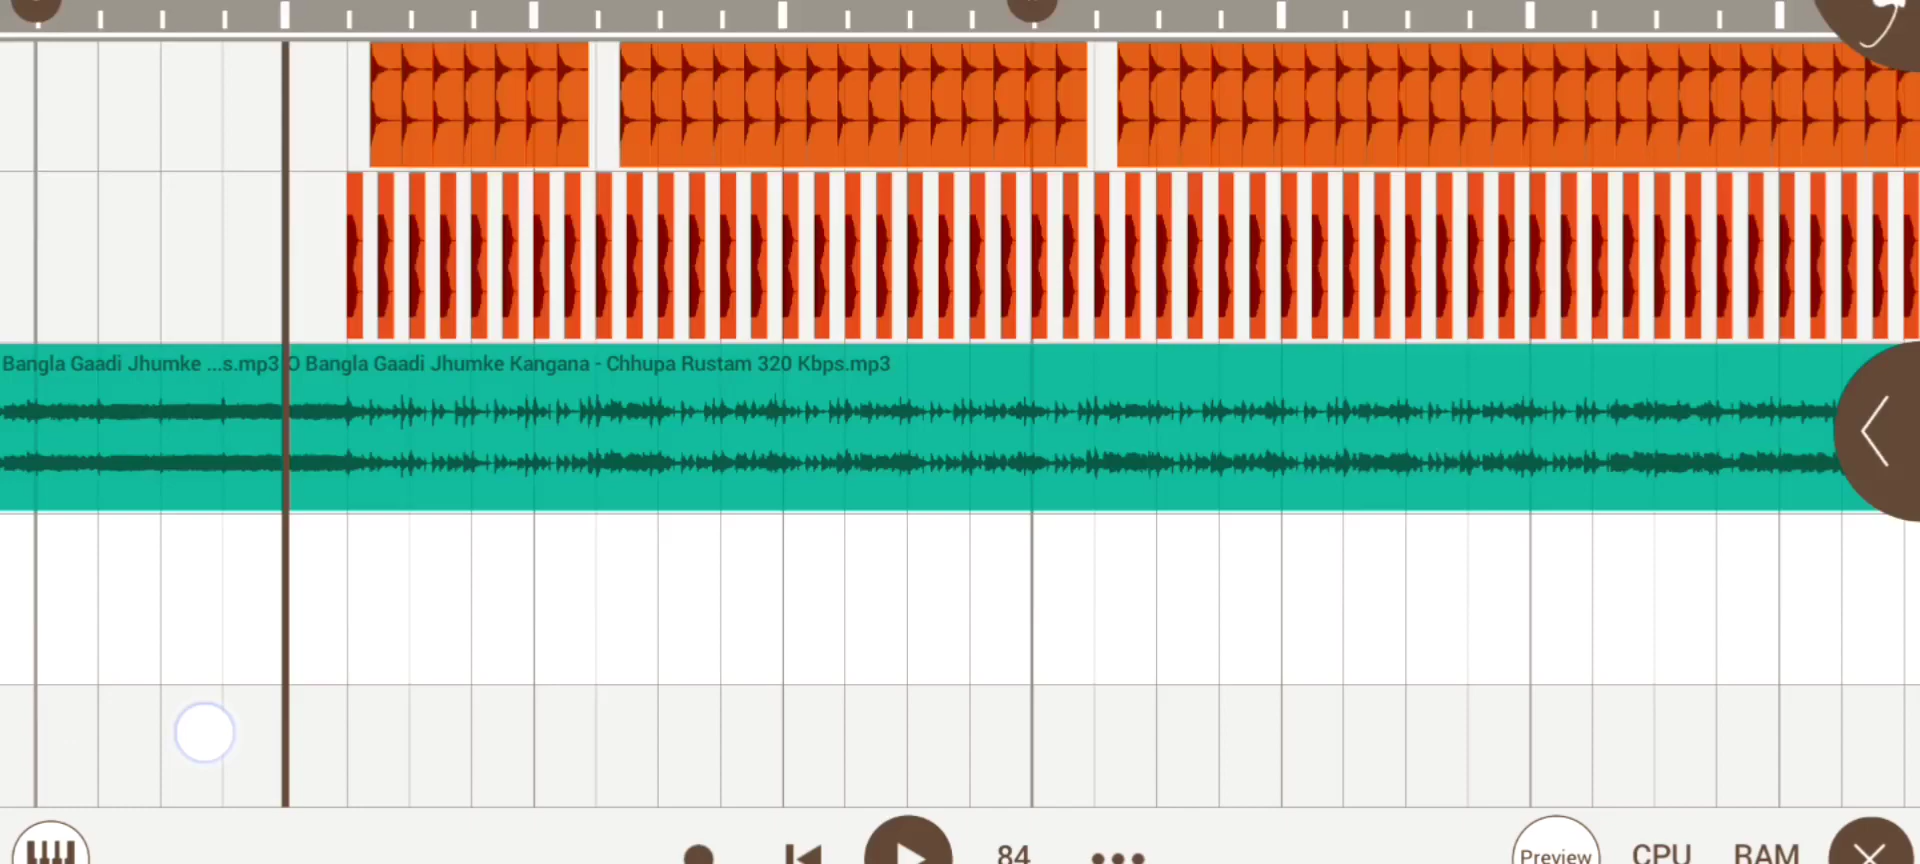 Bangla Gaadi Jhumke ...s.mp3 O Bangla Gaadi Jhumke Kangana - Chhupa Rustam 320 Kbps.mp3
84 Preview CPU RAM